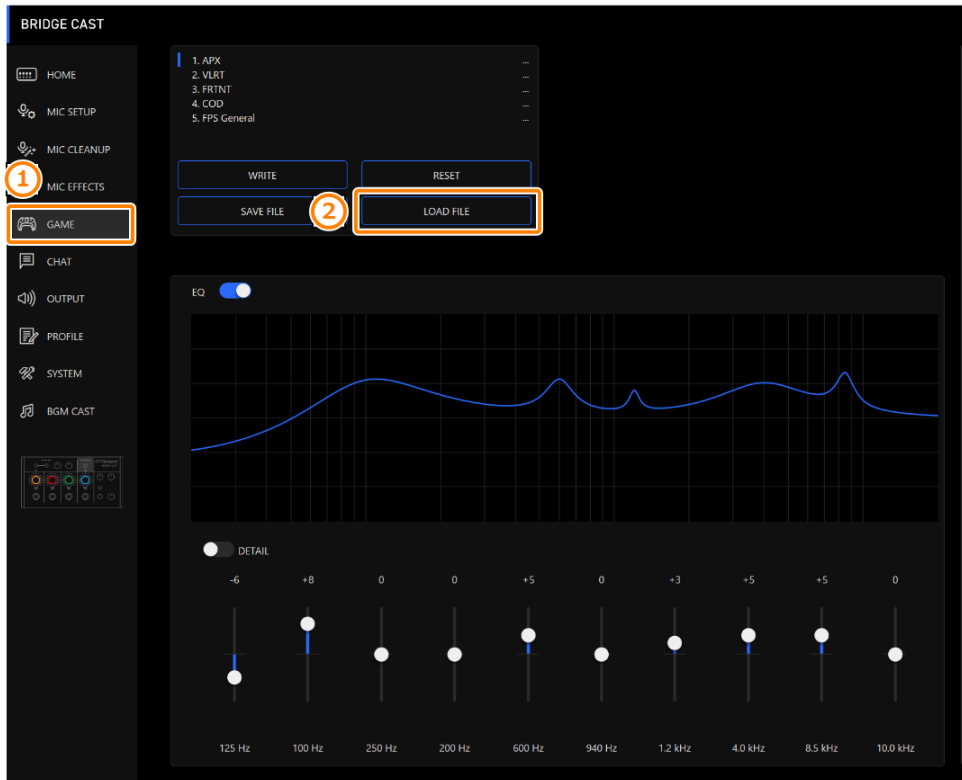 BRIDGE CAST
HOME
MIC SETUP
MIC CLEANUP
1
MIC EFFECTS
GAME
CHAT
OUTPUT
PROFILE
SYSTEM
BGM CAST
1. APX ...
2. VLRT ...
3. FRTNT ...
4. COD ...
5. FPS General ...
WRITE RESET
SAVE FILE 2 LOAD FILE
EQ
DETAIL
-6 +8 0 0 +5 0 +3 +5 +5 0
125 Hz 100 Hz 250 Hz 200 Hz 600 Hz 940 Hz 1.2 kHz 4.0 kHz 8.5 kHz 10.0 kHz